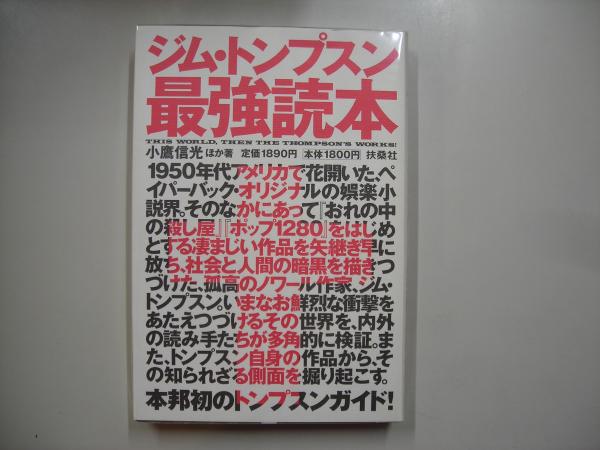 ジム・トンプスン
最強読本
THIS WORLD, THEN THE THOMPSON'S WORKS!
小鷹信光 ほか著 定価1890円 本体1800円 扶桑社
1950年代アメリカで花開いた、ペ
イパーバック・オリジナルの娯楽小
説界。そのなかにあって『おれの中
の殺し屋』『ポップ1280』をはじめ
とする凄まじい作品を矢継ぎ早に
放ち、社会と人間の暗黒を描きつ
づけた、孤高のノワール作家、ジム・
トンプスン。いまなお鮮烈な衝撃を
あたえつづけるその世界を、内外
の読み手たちが多角的に検証。ま
た、トンプスン自身の作品から、そ
の知られざる側面を掘り起こす。
本邦初のトンプスンガイド!